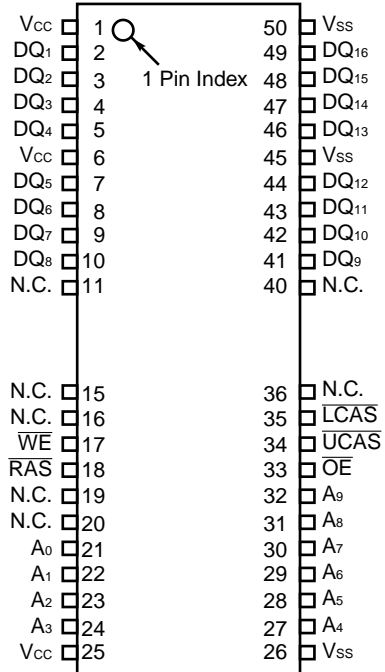 VCC 1 50 VSS
DQ1 2 49 DQ16
DQ2 3 1 Pin Index 48 DQ15
DQ3 4 47 DQ14
DQ4 5 46 DQ13
VCC 6 45 VSS
DQ5 7 44 DQ12
DQ6 8 43 DQ11
DQ7 9 42 DQ10
DQ8 10 41 DQ9
N.C. 11 40 N.C.
N.C. 15 36 N.C.
N.C. 16 35 LCAS
WE 17 34 UCAS
RAS 18 33 OE
N.C. 19 32 A9
N.C. 20 31 A8
A0 21 30 A7
A1 22 29 A6
A2 23 28 A5
A3 24 27 A4
VCC 25 26 VSS